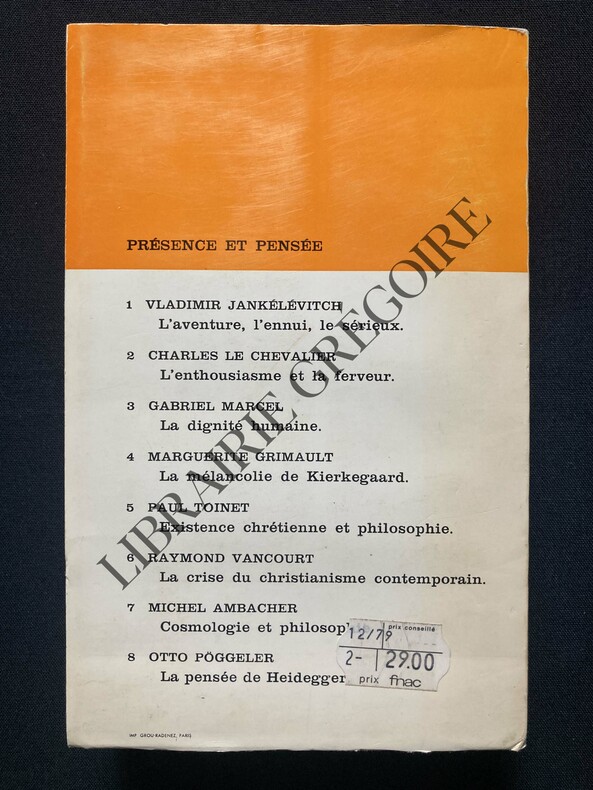 PRÉSENCE ET PENSÉE
1 VLADIMIR JANKÉLÉVITCH
L'aventure, l'ennui, le sérieux.
2 CHARLES LE CHEVALIER
L'enthousiasme et la ferveur.
3 GABRIEL MARCEL
La dignité humaine.
4 MARGUERITE GRIMAULT
La mélancolie de Kierkegaard.
5 PAUL TOINET
Existence chrétienne et philosophie.
6 RAYMOND VANCOURT
La crise du christianisme contemporain.
7 MICHEL AMBACHER
Cosmologie et
8 OTTO PÖGGELER
La pensée de Heidegger
12/79 prix conseillé
2- 29.00
prix fnac
IMP. GROU-RADENEZ, PARIS
LIBRAIRIE GREGOIRE